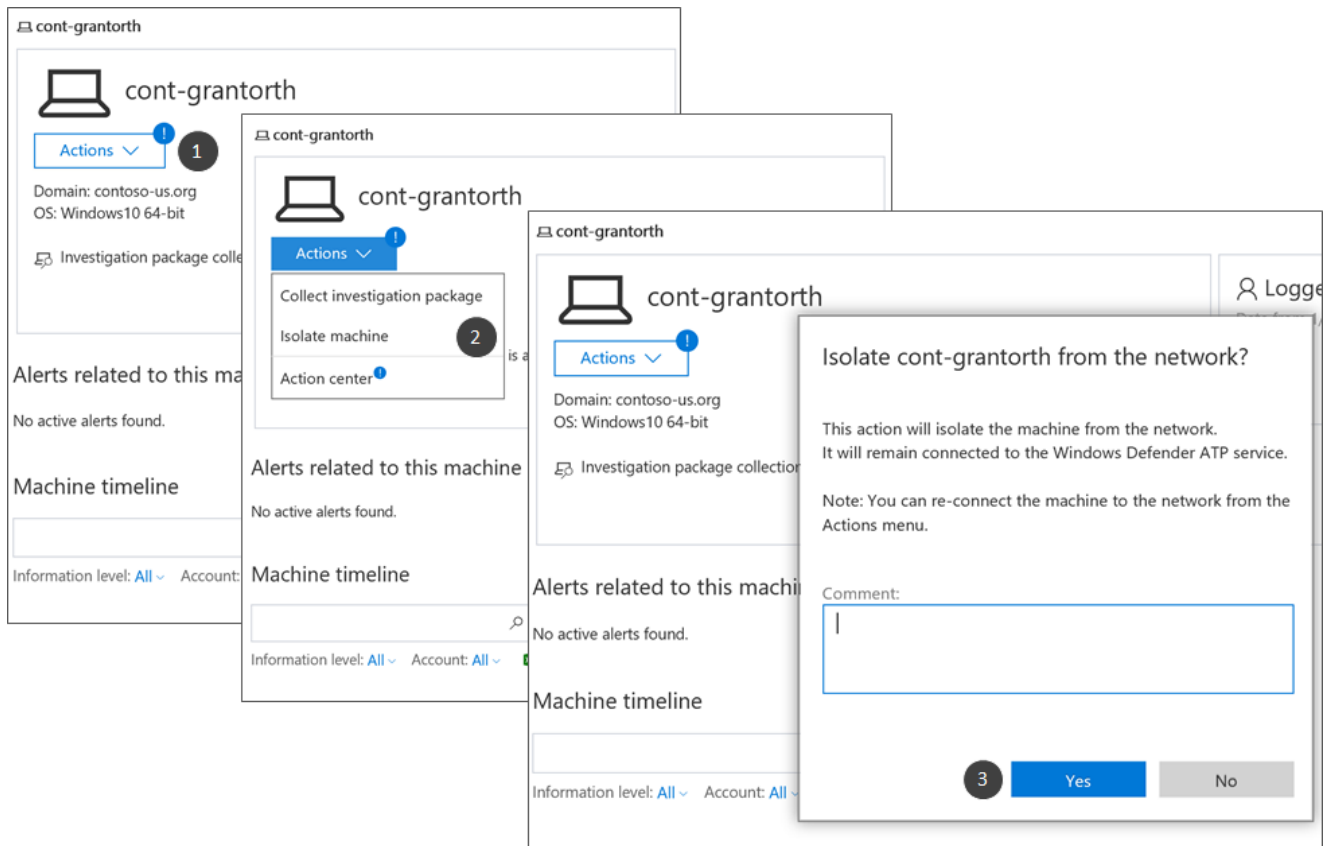 cont-grantorth
cont-grantorth
Actions
!
1
Domain: contoso-us.org
OS: Windows10 64-bit
Investigation package colle
Alerts related to this ma
No active alerts found.
Machine timeline
Information level: All Account:
cont-grantorth
cont-grantorth
Actions
!
Collect investigation package
Isolate machine
2
is a
Action center!
Alerts related to this machine
No active alerts found.
Machine timeline
Information level: All Account: All
cont-grantorth
cont-grantorth
Actions
!
Domain: contoso-us.org
OS: Windows10 64-bit
Investigation package collection
Alerts related to this machi
No active alerts found.
Machine timeline
Information level: All Account: All
Logge
Isolate cont-grantorth from the network?
This action will isolate the machine from the network.
It will remain connected to the Windows Defender ATP service.
Note: You can re-connect the machine to the network from the
Actions menu.
Comment:
3
Yes
No